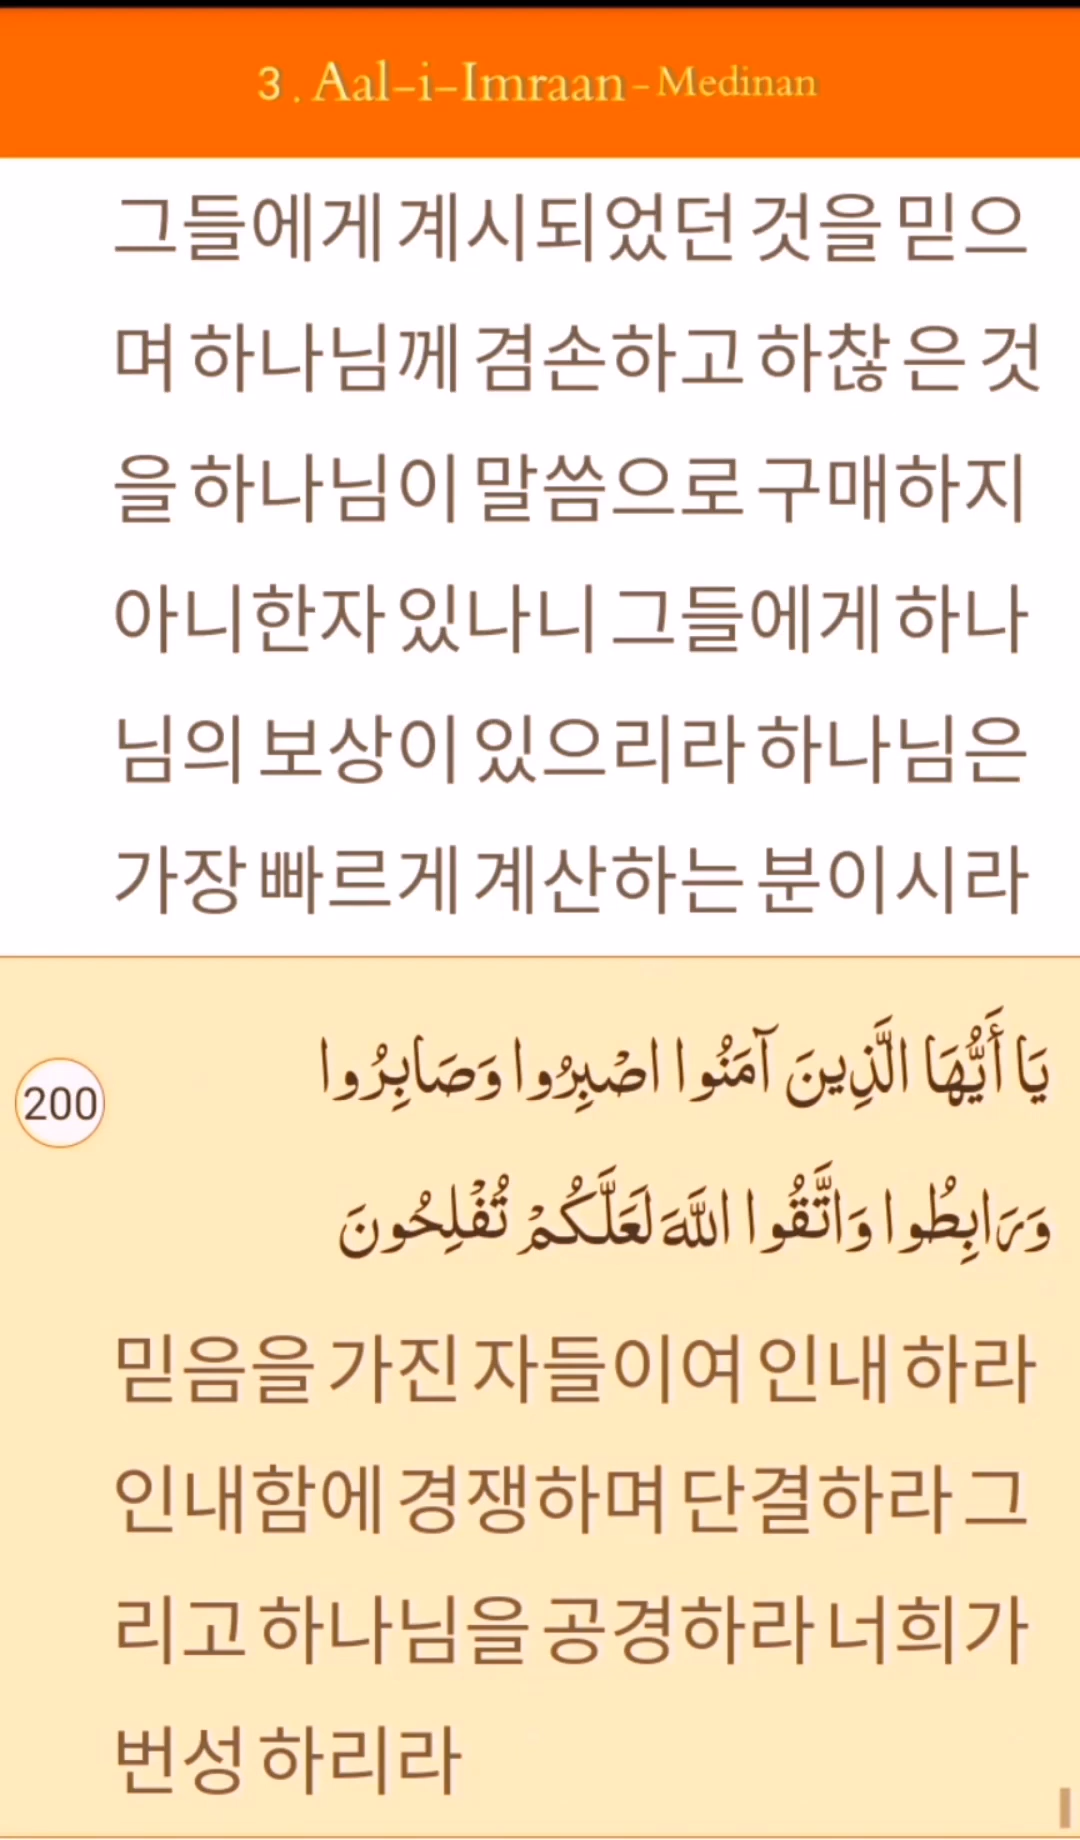 3 . Aal-i-Imraan - Medinan
그들에게 계시되었던 것을 믿으
며 하나님께 겸손하고 하찮은 것
을 하나님이 말씀으로 구매하지
아니한자 있나니 그들에게 하나
님의 보상이 있으리라 하나님은
가장 빠르게 계산하는 분이시라
يَا أَيُّهَا الَّذِينَ آمَنُوا اصْبِرُوا وَصَابِرُوا
200
وَرَابِطُوا وَاتَّقُوا اللَّهَ لَعَلَّكُمْ تُفْلِحُونَ
믿음을 가진 자들이여 인내 하라
인내함에 경쟁하며 단결하라 그
리고 하나님을 공경하라 너희가
번성 하리라